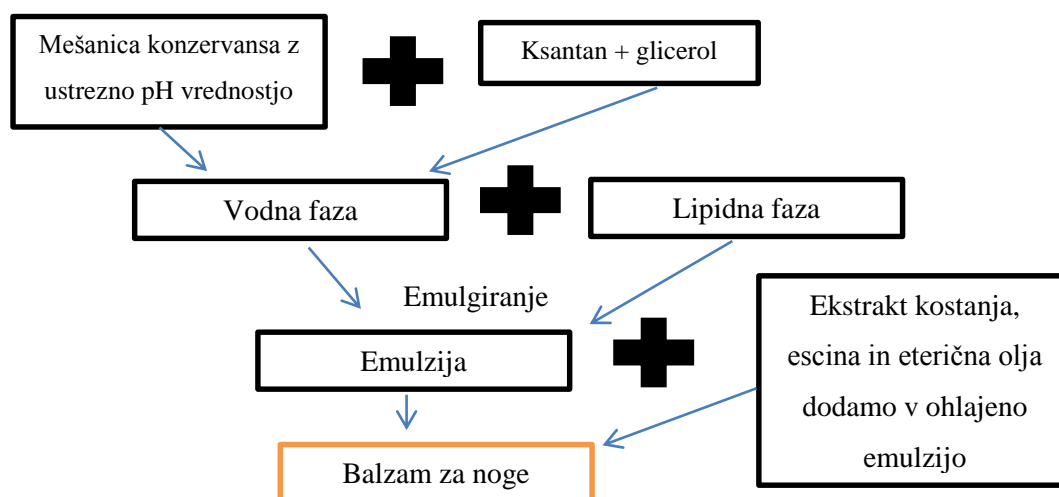 Mešanica konzervansa z
ustrezno pH vrednostjo
Ksantan + glicerol
Vodna faza
Lipidna faza
Emulgiranje
Emulzija
Ekstrakt kostanja,
escina in eterična olja
dodamo v ohlajeno
emulzijo
Balzam za noge